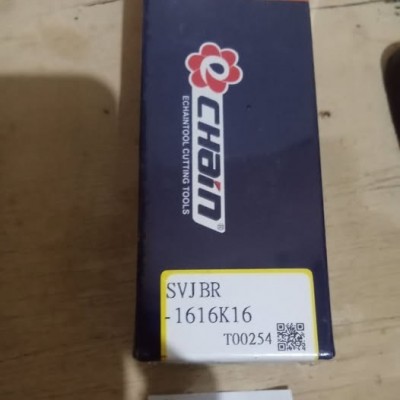 eCHain®
ECHAINTOOL CUTTING TOOLS
SVJBR
-1616K16
T00254